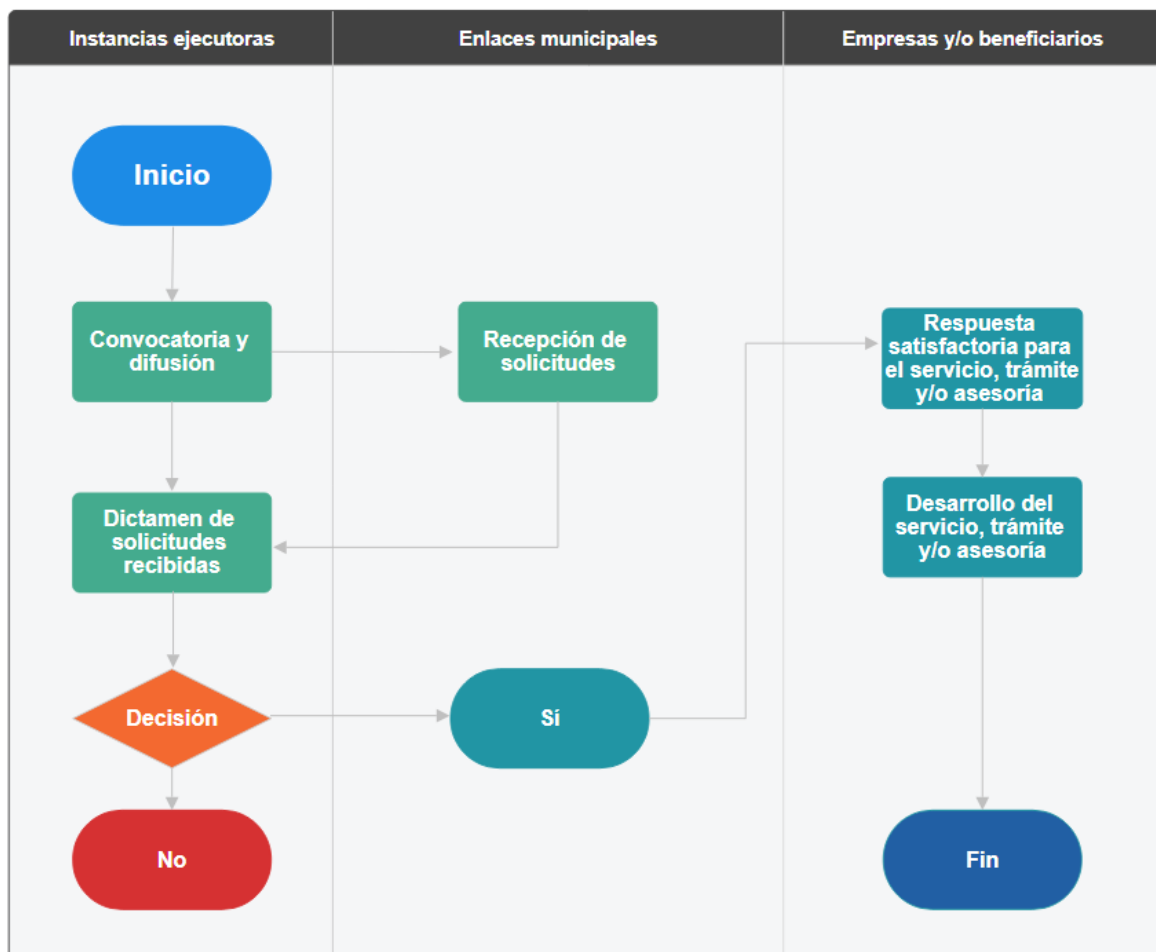 Instancias ejecutoras
Enlaces municipales
Empresas y/o beneficiarios
Inicio
Convocatoria y
difusión
Recepción de
solicitudes
Respuesta
satisfactoria para
el servicio, trámite
y/o asesoría
Dictamen de
solicitudes
recibidas
Desarrollo del
servicio, trámite
y/o asesoría
Decisión
Sí
No
Fin